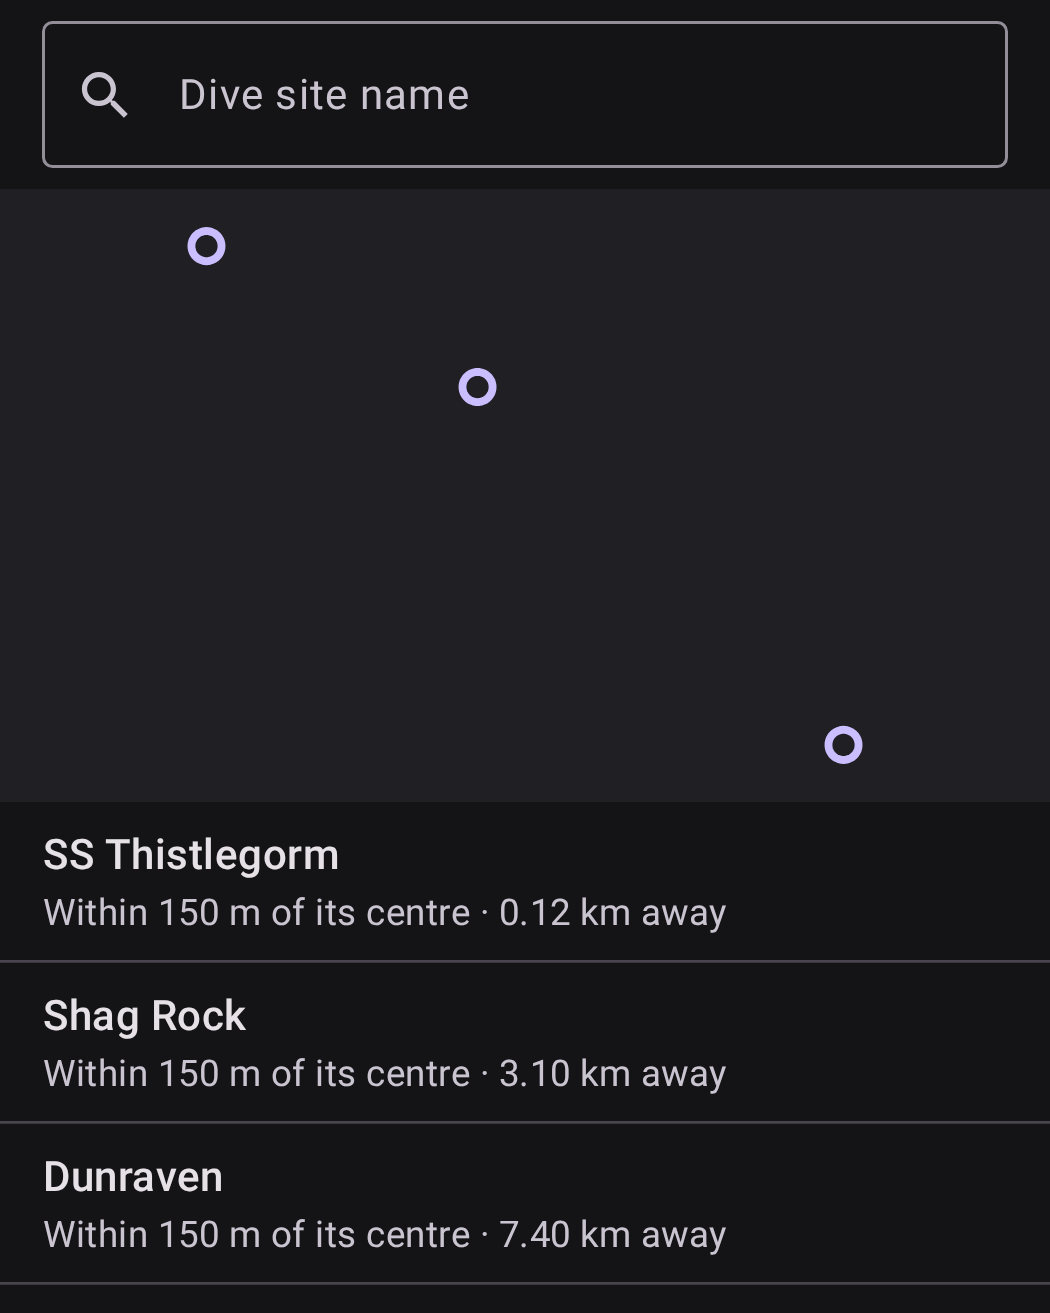 Dive site name
SS Thistlegorm
Within 150 m of its centre · 0.12 km away
Shag Rock
Within 150 m of its centre · 3.10 km away
Dunraven
Within 150 m of its centre · 7.40 km away